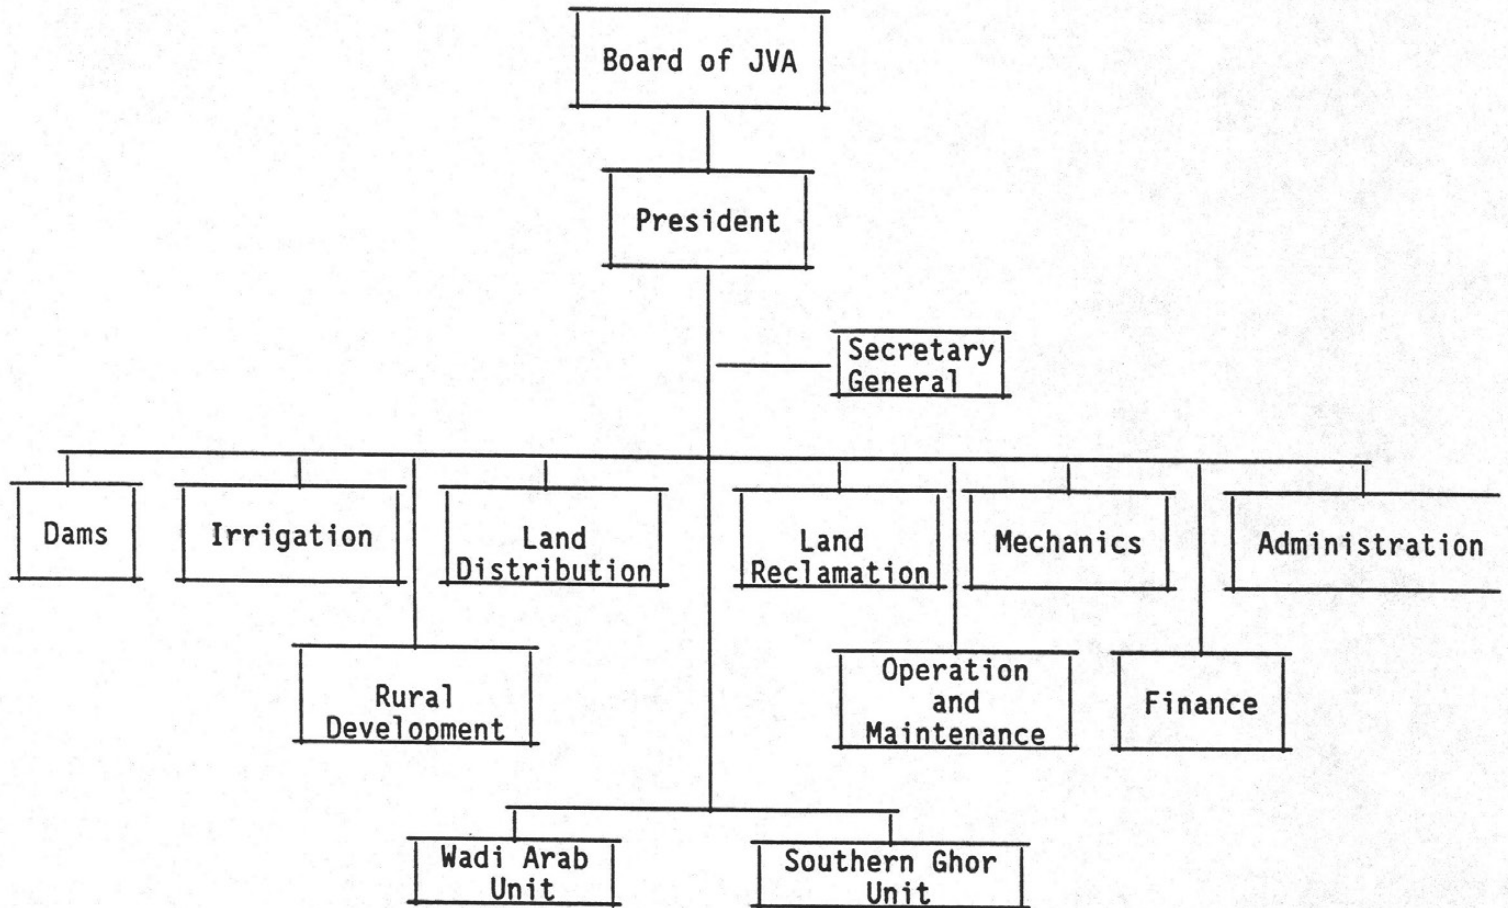 Board of JVA
President
Secretary
General
Dams
Irrigation
Land
Distribution
Land
Reclamation
Mechanics
Administration
Rural
Development
Operation
and
Maintenance
Finance
Wadi Arab
Unit
Southern Ghor
Unit